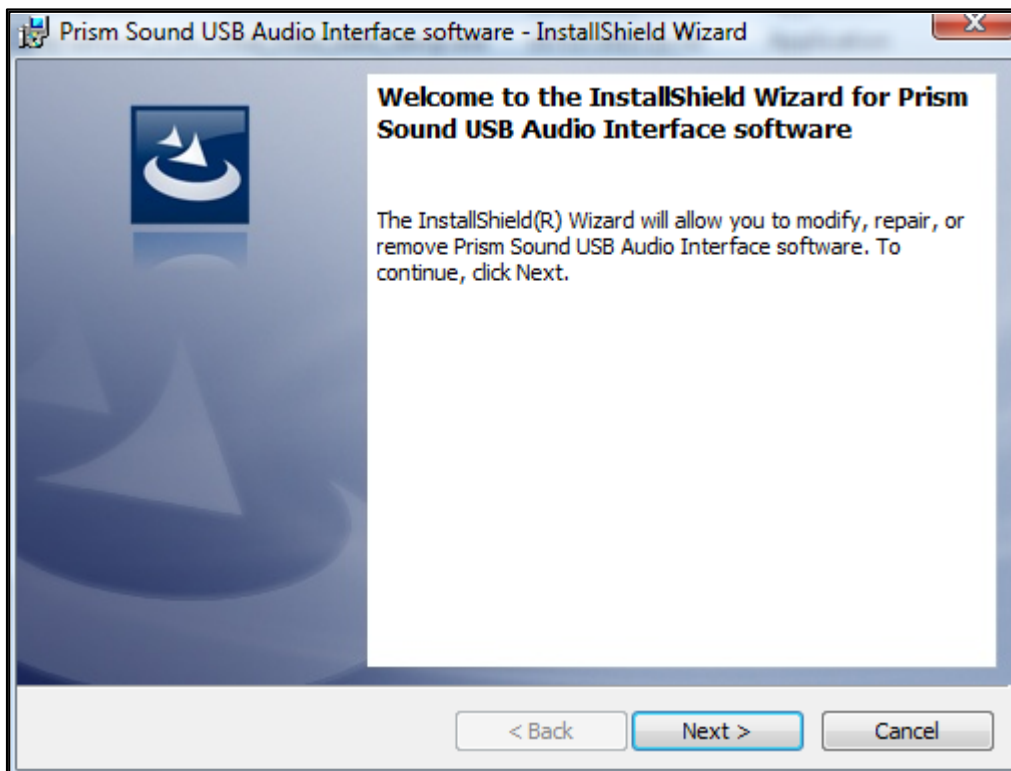 Prism Sound USB Audio Interface software - InstallShield Wizard
Welcome to the InstallShield Wizard for Prism
Sound USB Audio Interface software
The InstallShield(R) Wizard will allow you to modify, repair, or
remove Prism Sound USB Audio Interface software. To
continue, click Next.
< Back Next > Cancel